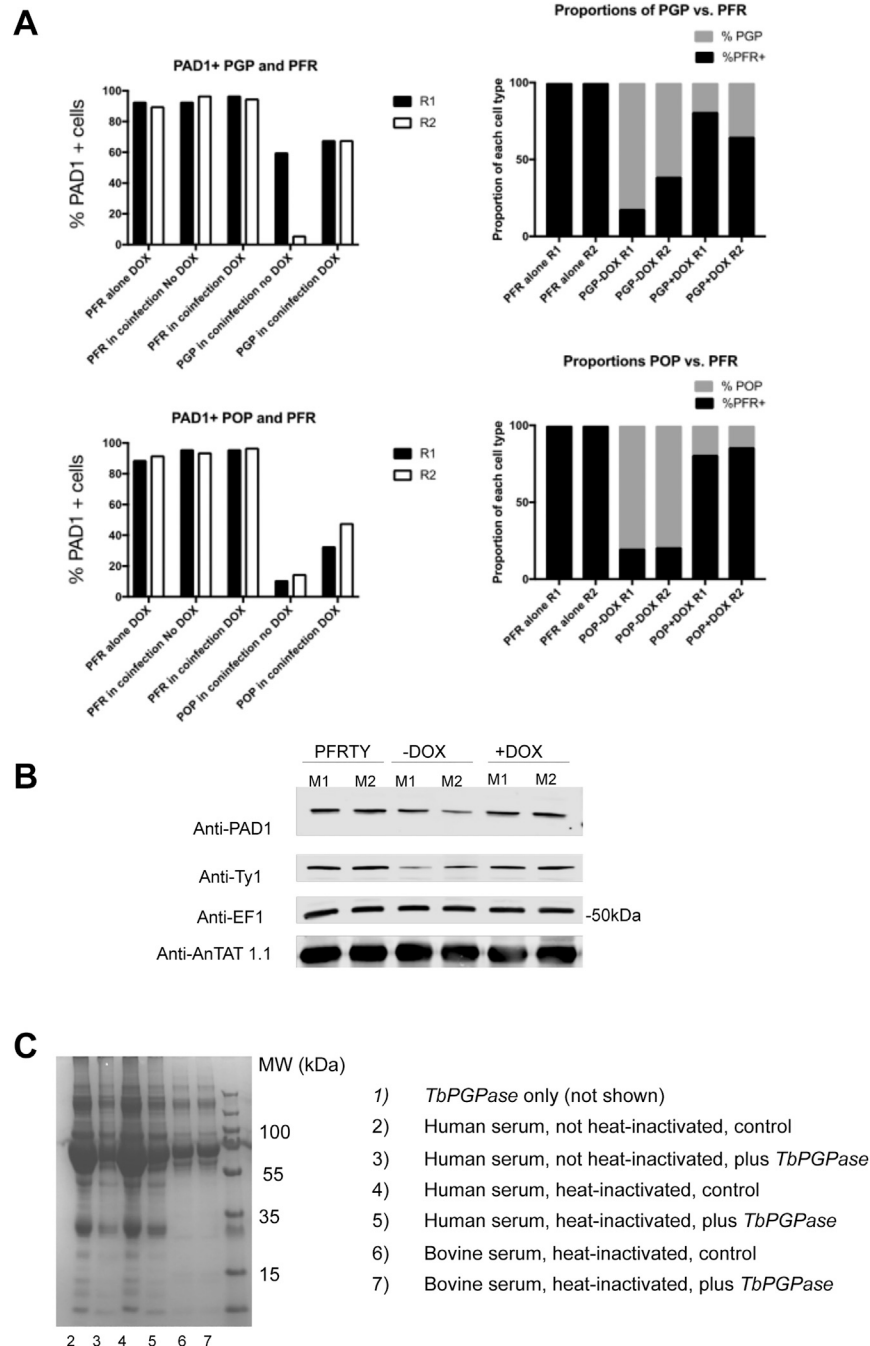 A
PAD1+ PGP and PFR
R1
R2
% PAD1 + cells
100
80
60
40
20
0
PFR alone DOX
PFR in coinfection No DOX
PFR in coinfection DOX
PGP in coninfection no DOX
PGP in coninfection DOX
Proportions of PGP vs. PFR
% PGP
%PFR+
Proportion of each cell type
100
50
0
PFR alone R1
PFR alone R2
PGP-DOX R1
PGP-DOX R2
PGP+DOX R1
PGP+DOX R2
PAD1+ POP and PFR
R1
R2
% PAD1 + cells
100
80
60
40
20
0
PFR alone DOX
PFR in coinfection No DOX
PFR in coinfection DOX
POP in coninfection no DOX
POP in coninfection DOX
Proportions POP vs. PFR
% POP
%PFR+
Proportion of each cell type
100
50
0
PFR alone R1
PFR alone R2
POP-DOX R1
POP-DOX R2
POP+DOX R1
POP+DOX R2
B
PFRTY -DOX +DOX
M1 M2 M1 M2 M1 M2
Anti-PAD1
Anti-Ty1
Anti-EF1 -50kDa
Anti-AnTAT 1.1
C
MW (kDa)
100
55
35
15
2 3 4 5 6 7
1) TbPGPase only (not shown)
2) Human serum, not heat-inactivated, control
3) Human serum, not heat-inactivated, plus TbPGPase
4) Human serum, heat-inactivated, control
5) Human serum, heat-inactivated, plus TbPGPase
6) Bovine serum, heat-inactivated, control
7) Bovine serum, heat-inactivated, plus TbPGPase